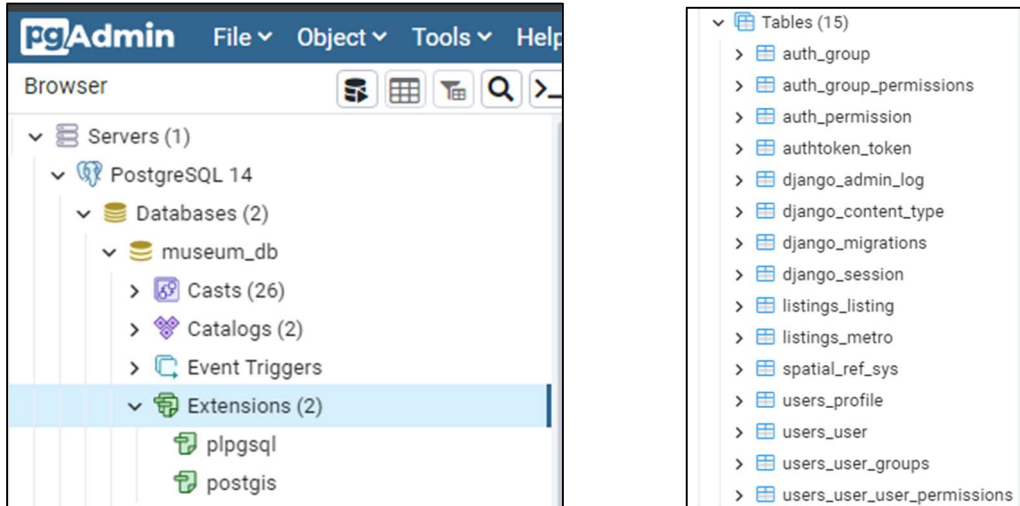 pgAdmin File Object Tools Help
Browser
Servers (1)
PostgreSQL 14
Databases (2)
museum_db
Casts (26)
Catalogs (2)
Event Triggers
Extensions (2)
plpgsql
postgis
Tables (15)
auth_group
auth_group_permissions
auth_permission
authtoken_token
django_admin_log
django_content_type
django_migrations
django_session
listings_listing
listings_metro
spatial_ref_sys
users_profile
users_user
users_user_groups
users_user_user_permissions